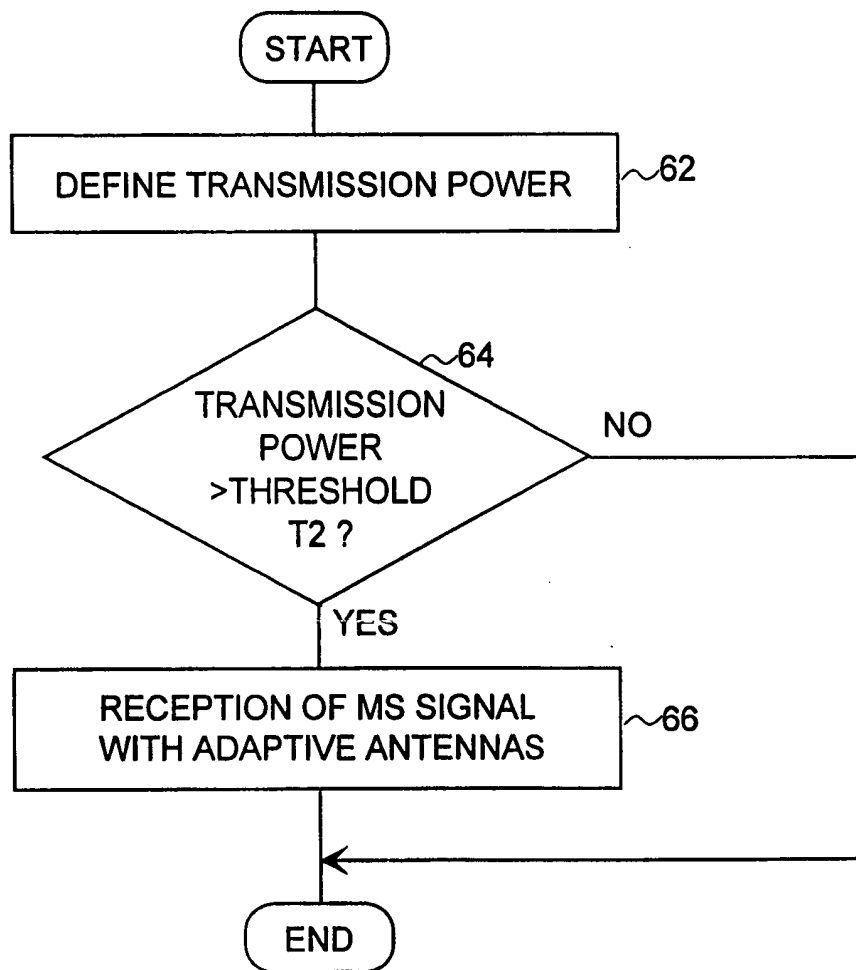 START
DEFINE TRANSMISSION POWER
62
64
TRANSMISSION
POWER
>THRESHOLD
T2 ?
NO
YES
RECEPTION OF MS SIGNAL
WITH ADAPTIVE ANTENNAS
66
END